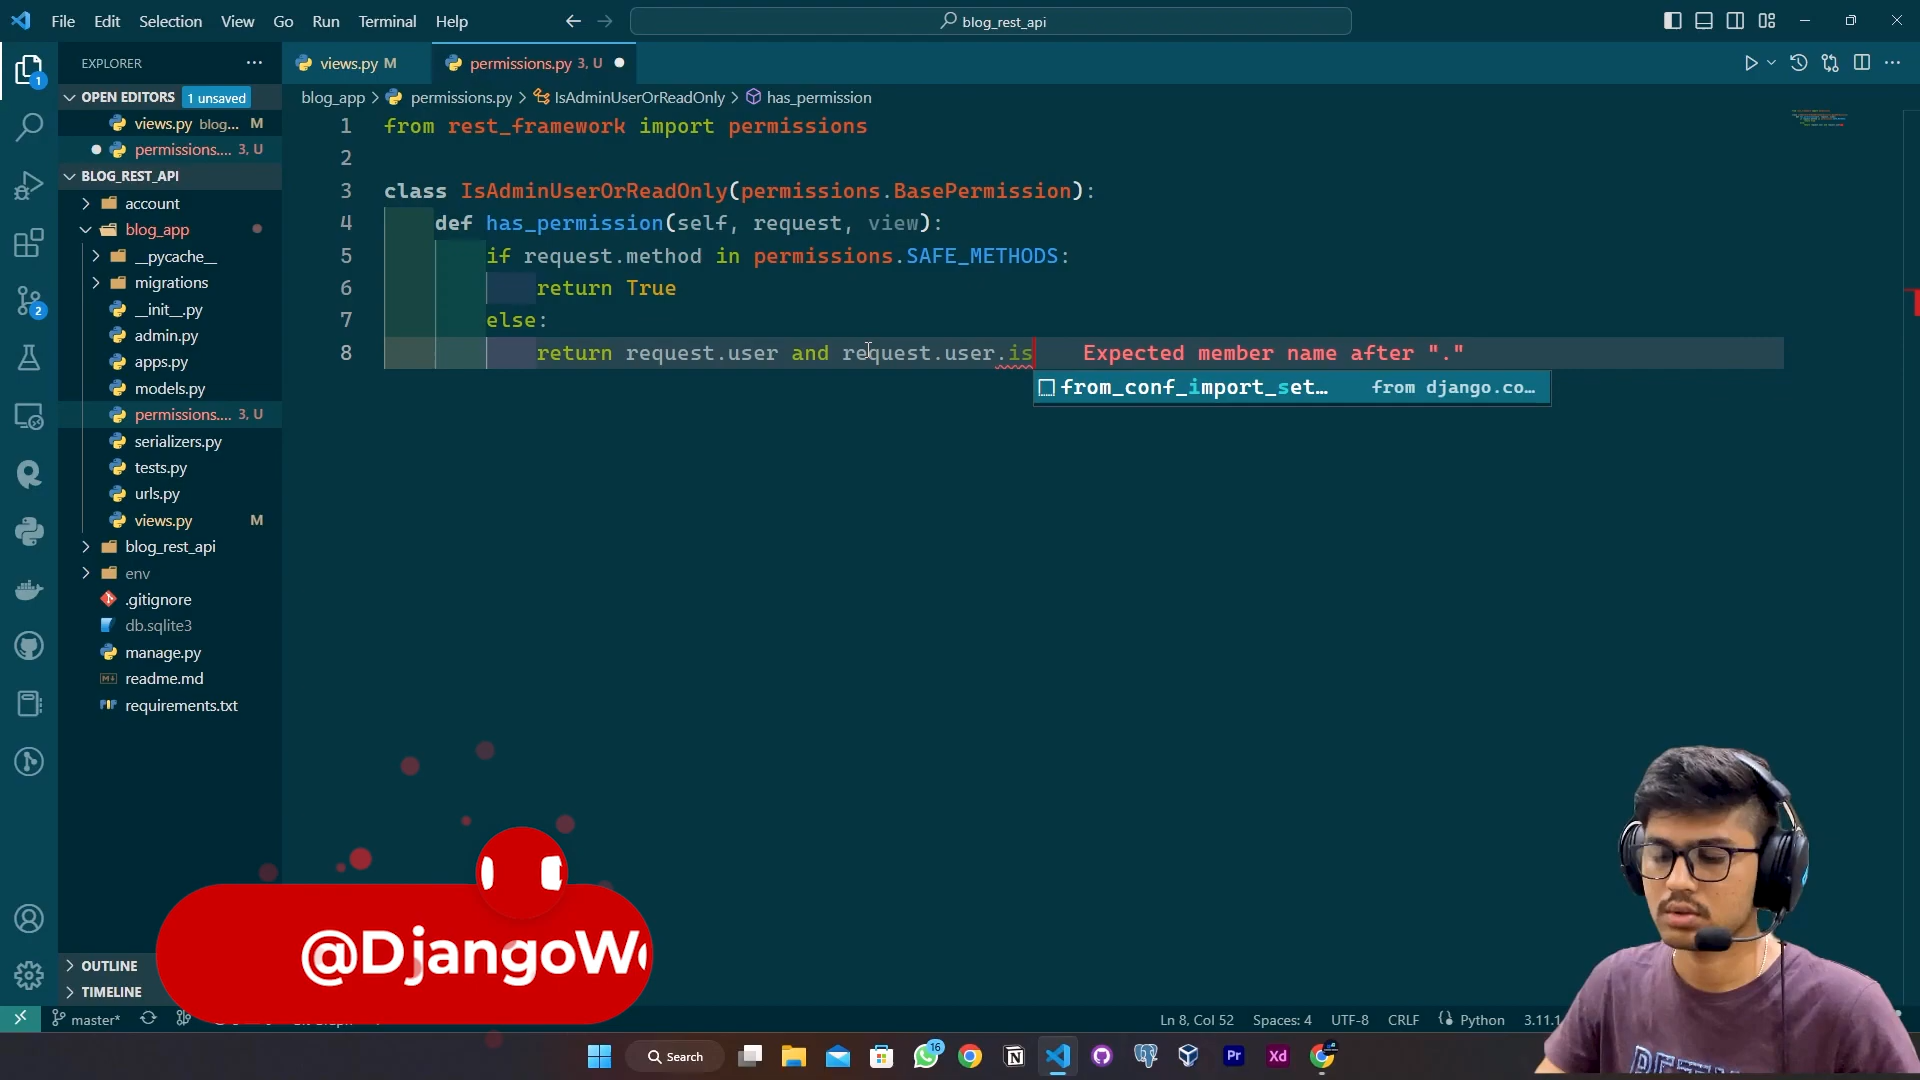 File Edit Selection View Go Run Terminal Help
blog_rest_api
EXPLORER
views.py M
permissions.py 3, U
OPEN EDITORS 1 unsaved
blog_app > permissions.py > IsAdminUserOrReadOnly > has_permission
views.py blog... M
permissions.... 3, U
BLOG_REST_API
account
blog_app
__pycache__
migrations
__init__.py
admin.py
apps.py
models.py
permissions.... 3, U
serializers.py
tests.py
urls.py
views.py M
blog_rest_api
env
.gitignore
db.sqlite3
manage.py
readme.md
requirements.txt
OUTLINE
TIMELINE
1 from rest_framework import permissions
2
3 class IsAdminUserOrReadOnly(permissions.BasePermission):
4 def has_permission(self, request, view):
5 if request.method in permissions.SAFE_METHODS:
6 return True
7 else:
8 return request.user and request.user.is Expected member name after "."
from_conf_import_set... from django.co...
1
2
@DjangoW
master*
Ln 8, Col 52 Spaces: 4 UTF-8 CRLF Python 3.11.1
Search
16
Pr
Xd